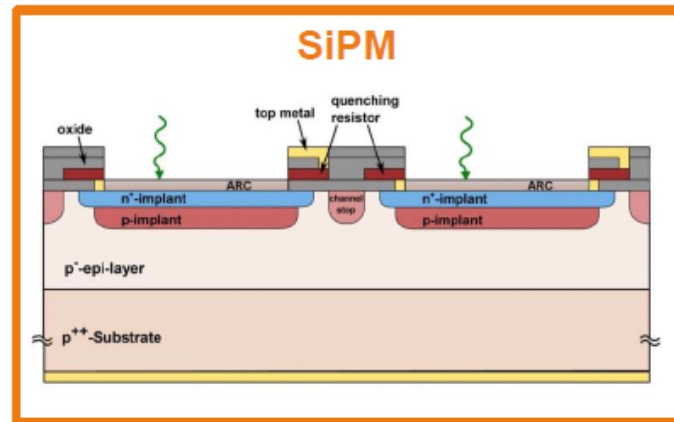 SiPM
quenching
resistor
top metal
oxide
ARC
ARC
n⁺-implant
channel
stop
n⁺-implant
p-implant
p-implant
p⁻-epi-layer
p⁺⁺-Substrate